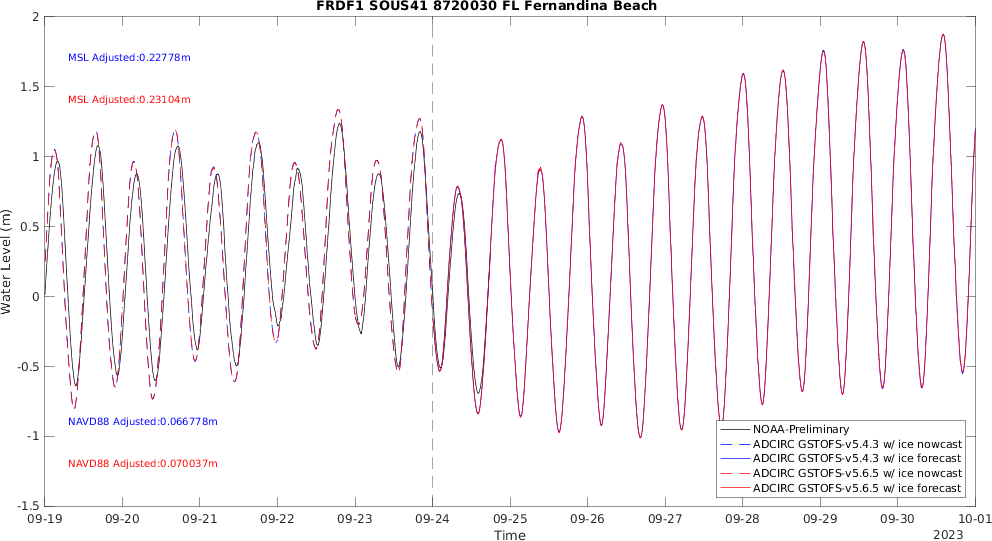 FRDF1 SOUS41 8720030 FL Fernandina Beach
Water Level (m)
2
1.5
1
0.5
0
-0.5
-1
-1.5
MSL Adjusted:0.22778m
MSL Adjusted:0.23104m
NAVD88 Adjusted:0.066778m
NAVD88 Adjusted:0.070037m
NOAA-Preliminary
ADCIRC GSTOFS-v5.4.3 w/ ice nowcast
ADCIRC GSTOFS-v5.4.3 w/ ice forecast
ADCIRC GSTOFS-v5.6.5 w/ ice nowcast
ADCIRC GSTOFS-v5.6.5 w/ ice forecast
09-19 09-20 09-21 09-22 09-23 09-24 09-25 09-26 09-27 09-28 09-29 09-30 10-01
Time
2023